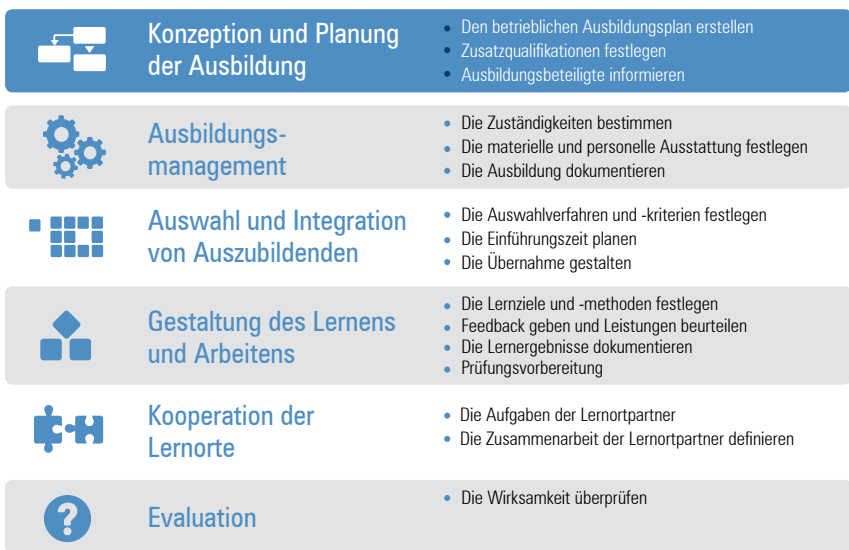 Konzeption und Planung
der Ausbildung
• Den betrieblichen Ausbildungsplan erstellen
• Zusatzqualifikationen festlegen
• Ausbildungsbeteiligte informieren
Ausbildungs-
management
• Die Zuständigkeiten bestimmen
• Die materielle und personelle Ausstattung festlegen
• Die Ausbildung dokumentieren
Auswahl und Integration
von Auszubildenden
• Die Auswahlverfahren und -kriterien festlegen
• Die Einführungszeit planen
• Die Übernahme gestalten
Gestaltung des Lernens
und Arbeitens
• Die Lernziele und -methoden festlegen
• Feedback geben und Leistungen beurteilen
• Die Lernergebnisse dokumentieren
• Prüfungsvorbereitung
Kooperation der
Lernorte
• Die Aufgaben der Lernortpartner
• Die Zusammenarbeit der Lernortpartner definieren
?
Evaluation
• Die Wirksamkeit überprüfen